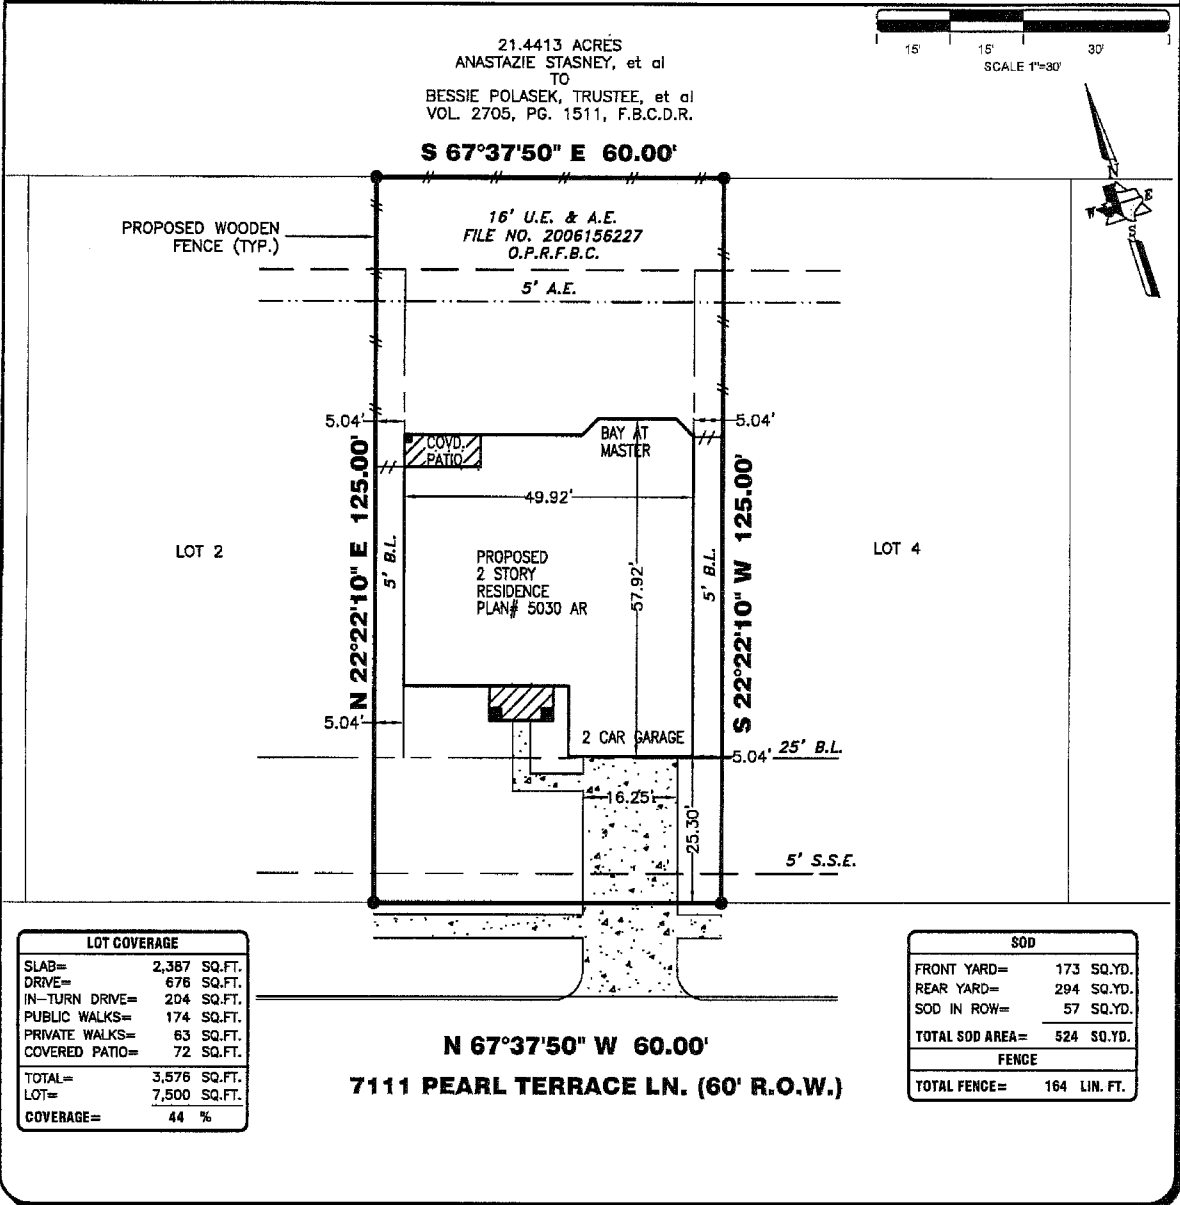 15' 15' 30'
SCALE 1"=30'
21.4413 ACRES
ANASTAZIE STASNEY, et al
TO
BESSIE POLASEK, TRUSTEE, et al
VOL. 2705, PG. 1511, F.B.C.D.R.
S 67°37'50" E 60.00'
N
E
W
S
PROPOSED WOODEN
FENCE (TYP.)
16' U.E. & A.E.
FILE NO. 2006156227
O.P.R.F.B.C.
5' A.E.
5.04'
5.04'
COVD.
PATIO
BAY AT
MASTER
49.92'
N 22°22'10" E 125.00'
5' B.L.
LOT 2
PROPOSED
2 STORY
RESIDENCE
PLAN# 5030 AR
57.92'
5' B.L.
S 22°22'10" W 125.00'
LOT 4
5.04'
2 CAR GARAGE
5.04' 25' B.L.
16.25'
25.30'
5' S.S.E.
LOT COVERAGE
SLAB= 2,387 SQ.FT.
DRIVE= 676 SQ.FT.
IN-TURN DRIVE= 204 SQ.FT.
PUBLIC WALKS= 174 SQ.FT.
PRIVATE WALKS= 63 SQ.FT.
COVERED PATIO= 72 SQ.FT.
TOTAL= 3,576 SQ.FT.
LOT= 7,500 SQ.FT.
COVERAGE= 44 %
SOD
FRONT YARD= 173 SQ.YD.
REAR YARD= 294 SQ.YD.
SOD IN ROW= 57 SQ.YD.
TOTAL SOD AREA= 524 SQ.YD.
FENCE
TOTAL FENCE= 164 LIN. FT.
N 67°37'50" W 60.00'
7111 PEARL TERRACE LN. (60' R.O.W.)